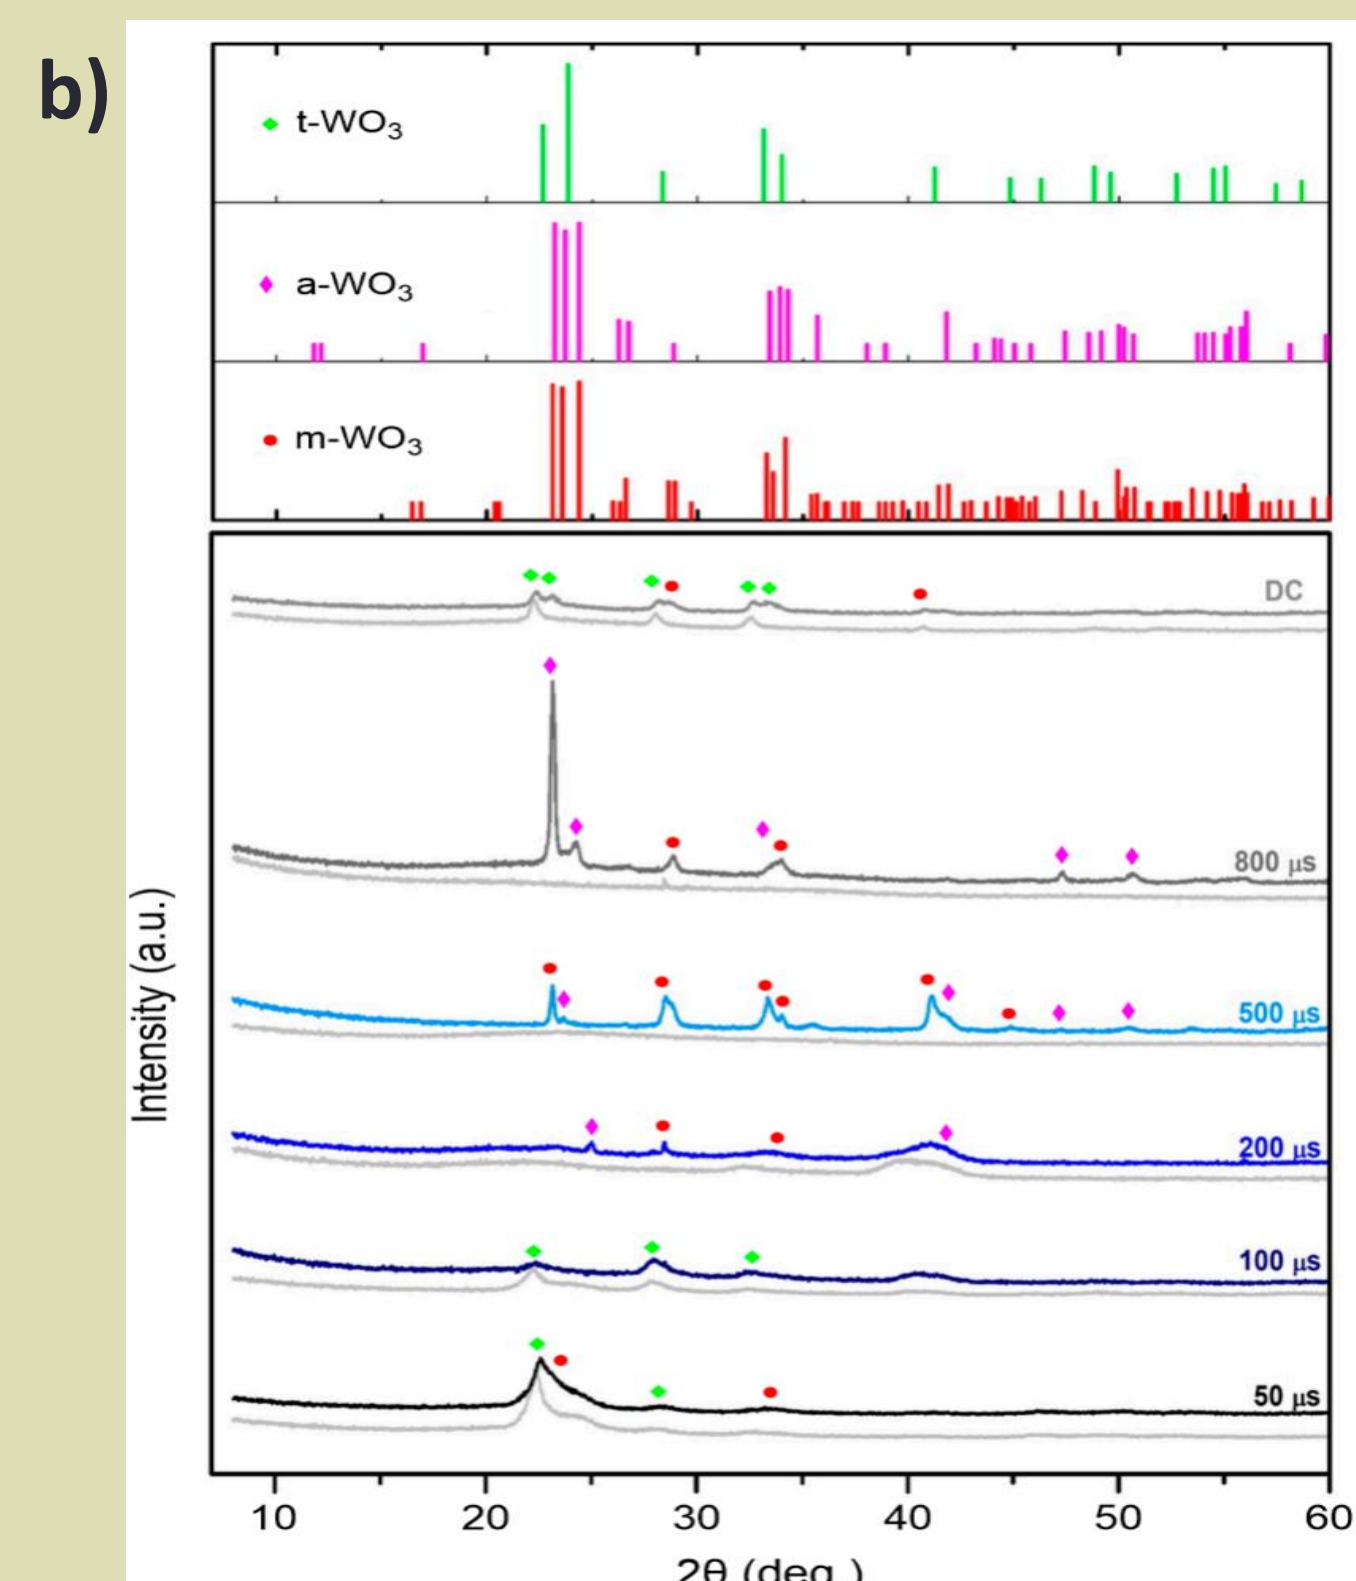 b)
t-WO₃
a-WO₃
m-WO₃
DC
800 μs
500 μs
200 μs
100 μs
50 μs
Intensity (a.u.)
10 20 30 40 50 60
2θ (deg.)